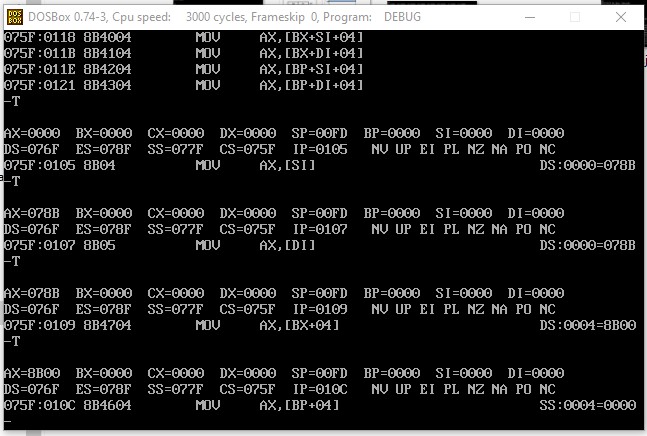 DOSBox 0.74-3, Cpu speed: 3000 cycles, Frameskip 0, Program: DEBUG
075F:0118 8B4004 MOV AX,[BX+SI+04]
075F:011B 8B4104 MOV AX,[BX+DI+04]
075F:011E 8B4204 MOV AX,[BP+SI+04]
075F:0121 8B4304 MOV AX,[BP+DI+04]
-T
AX=0000 BX=0000 CX=0000 DX=0000 SP=00FD BP=0000 SI=0000 DI=0000
DS=076F ES=078F SS=077F CS=075F IP=0105 NV UP EI PL NZ NA PO NC
075F:0105 8B04 MOV AX,[SI] DS:0000=078B
-T
AX=078B BX=0000 CX=0000 DX=0000 SP=00FD BP=0000 SI=0000 DI=0000
DS=076F ES=078F SS=077F CS=075F IP=0107 NV UP EI PL NZ NA PO NC
075F:0107 8B05 MOV AX,[DI] DS:0000=078B
-T
AX=078B BX=0000 CX=0000 DX=0000 SP=00FD BP=0000 SI=0000 DI=0000
DS=076F ES=078F SS=077F CS=075F IP=0109 NV UP EI PL NZ NA PO NC
075F:0109 8B4704 MOV AX,[BX+04] DS:0004=8B00
-T
AX=8B00 BX=0000 CX=0000 DX=0000 SP=00FD BP=0000 SI=0000 DI=0000
DS=076F ES=078F SS=077F CS=075F IP=010C NV UP EI PL NZ NA PO NC
075F:010C 8B4604 MOV AX,[BP+04] SS:0004=0000
-